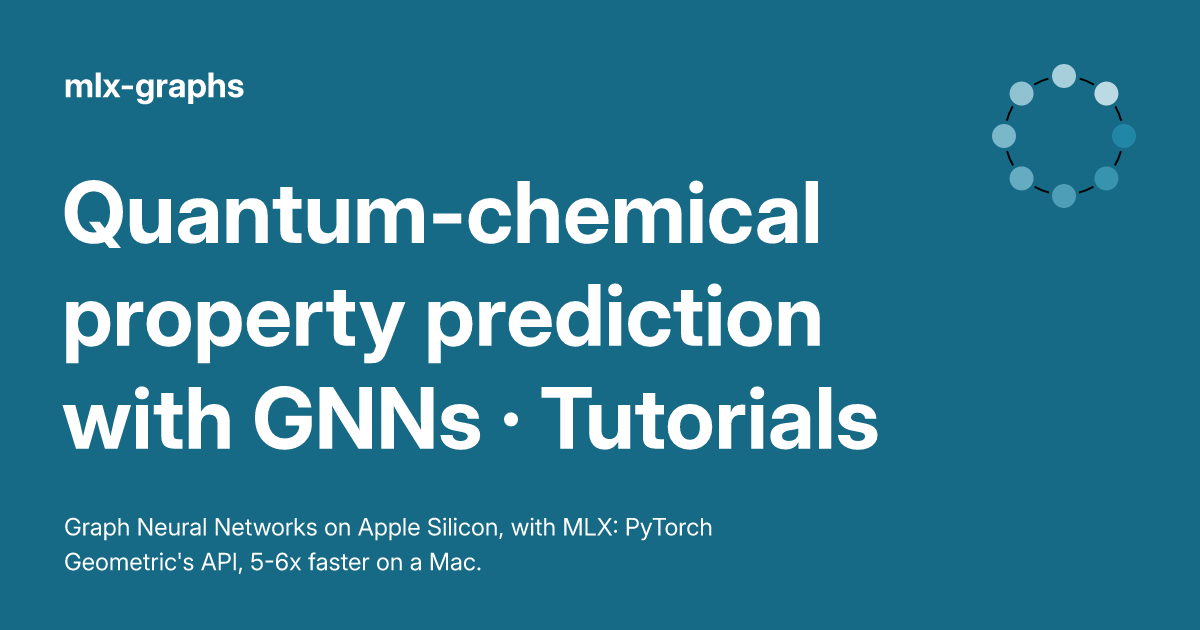 mlx-graphs
Quantum-chemical
property prediction
with GNNs · Tutorials
Graph Neural Networks on Apple Silicon, with MLX: PyTorch
Geometric's API, 5-6x faster on a Mac.